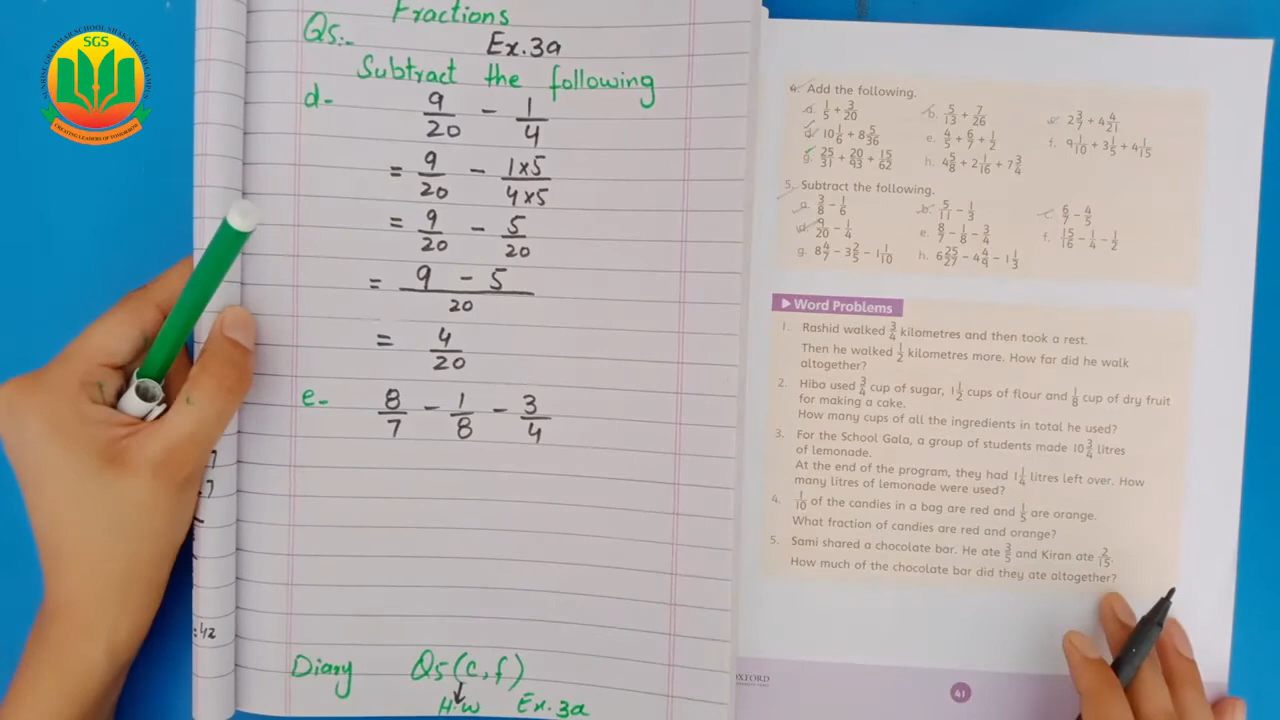 SUNRISE GRAMMAR SCHOOL SHAKARGARH CAMPUS
SGS
CREATING LEADERS OF TOMORROW
Fractions
Q5:- Ex.3a
Subtract the following
d- 9/20 - 1/4
= 9/20 - 1×5/4×5
= 9/20 - 5/20
= 9 - 5/20
= 4/20
e- 8/7 - 1/8 - 3/4
=42
Diary Q5(c,f)
↓
H.W Ex.3a
4. Add the following.
a. 1/5 + 3/20 b. 5/13 + 7/26 c. 2 3/7 + 4 4/21
d. 10 1/6 + 8 5/36 e. 4/5 + 6/7 + 1/2 f. 9 1/10 + 3 1/5 + 4 1/15
g. 25/31 + 20/93 + 15/62 h. 4 5/8 + 2 1/16 + 7 3/4
5. Subtract the following.
a. 3/8 - 1/6 b. 5/11 - 1/3 c. 6/7 - 4/5
d. 9/20 - 1/4 e. 8/7 - 1/8 - 3/4 f. 15/16 - 1/4 - 1/2
g. 8 4/7 - 3 2/5 - 1 1/10 h. 6 25/27 - 4 4/9 - 1 1/3
Word Problems
1. Rashid walked 3/4 kilometres and then took a rest.
Then he walked 1/2 kilometres more. How far did he walk
altogether?
2. Hiba used 3/4 cup of sugar, 1 1/2 cups of flour and 1/8 cup of dry fruit
for making a cake.
How many cups of all the ingredients in total he used?
3. For the School Gala, a group of students made 10 3/4 litres
of lemonade.
At the end of the program, they had 1 1/4 litres left over. How
many litres of lemonade were used?
4. 1/10 of the candies in a bag are red and 1/5 are orange.
What fraction of candies are red and orange?
5. Sami shared a chocolate bar. He ate 3/5 and Kiran ate 2/15.
How much of the chocolate bar did they ate altogether?
OXFORD
41